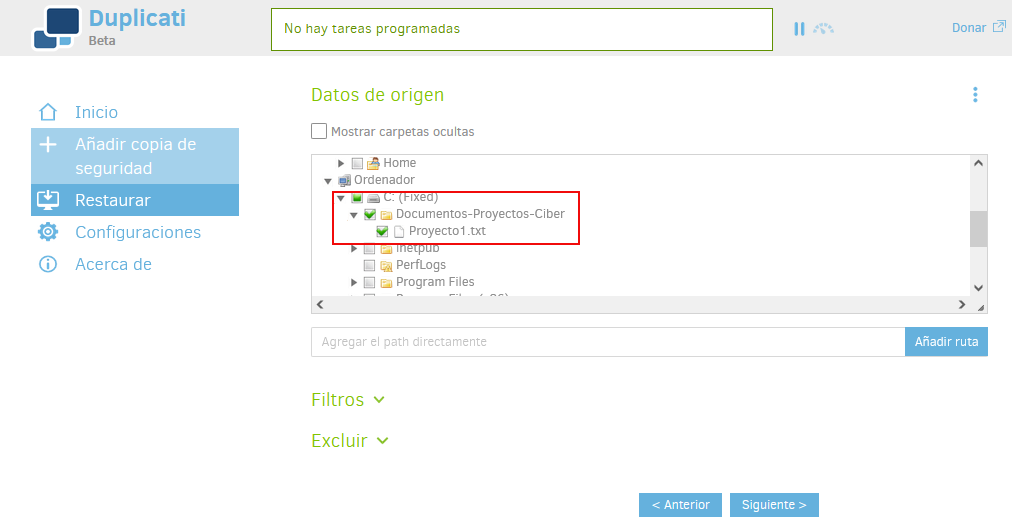 Duplicati
Beta
No hay tareas programadas
Donar
Inicio
Añadir copia de
seguridad
Restaurar
Configuraciones
Acerca de
Datos de origen
Mostrar carpetas ocultas
Home
Ordenador
C: (Fixed)
Documentos-Proyectos-Ciber
Proyecto1.txt
inetpub
PerfLogs
Program Files
Agregar el path directamente
Añadir ruta
Filtros
Excluir
< Anterior
Siguiente >